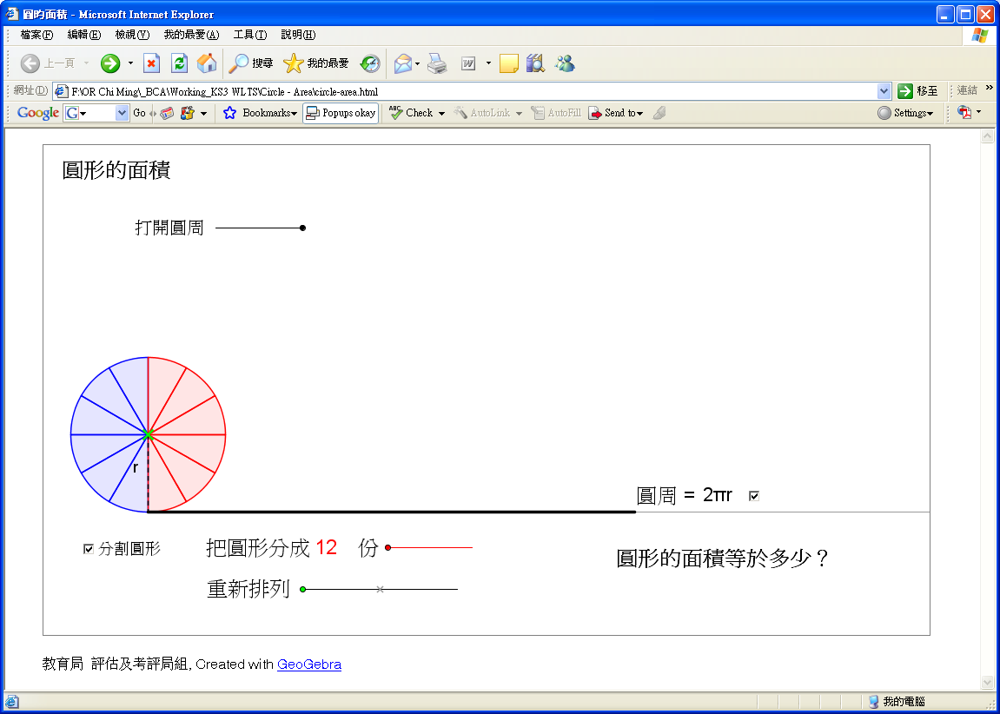 圓的面積 - Microsoft Internet Explorer
檔案(F) 編輯(E) 檢視(V) 我的最愛(A) 工具(T) 說明(H)
上一頁 搜尋 我的最愛
網址(D) F:\OR Chi Ming\_BCA\Working_KS3 WLTS\Circle - Area\circle-area.html 移至 連結 »
Google G Go Bookmarks Popups okay ABC Check AutoLink AutoFill Send to Settings
圓形的面積
打開圓周
r
圓周 = 2πr
分割圓形 把圓形分成 12 份
圓形的面積等於多少？
重新排列
教育局 評估及考評局組, Created with GeoGebra
我的電腦